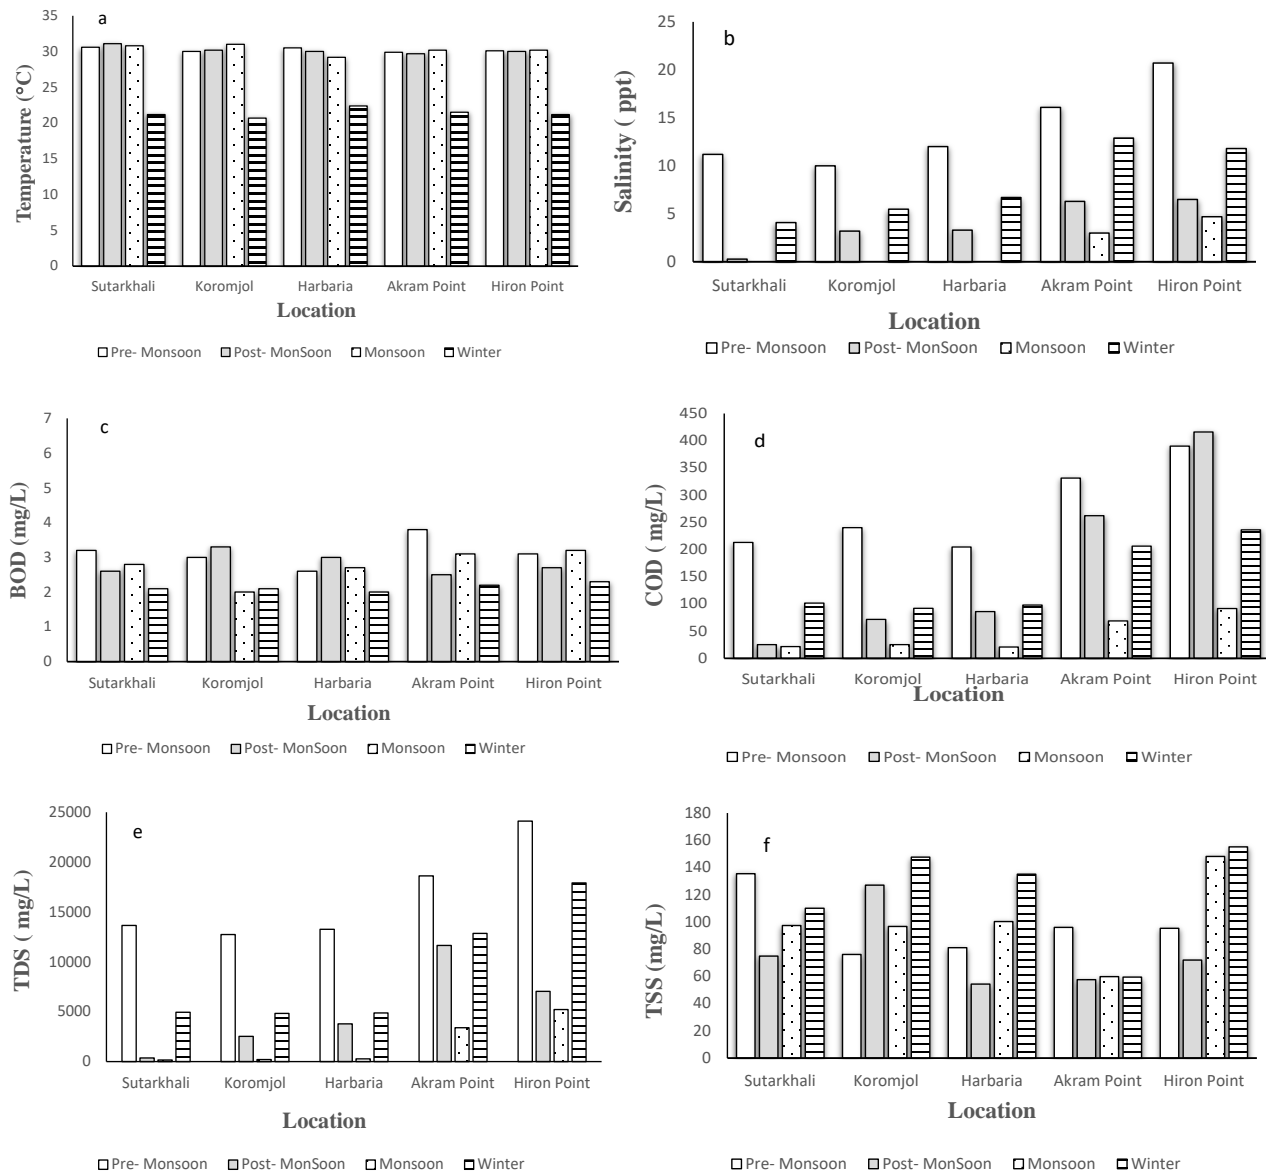 a
Temperature (°C)
35
30
25
20
15
10
5
0
Sutarkhali Koromjol Harbaria Akram Point Hiron Point
Location
Pre- Monsoon Post- MonSoon Monsoon Winter
b
Salinity ( ppt)
25
20
15
10
5
0
Sutarkhali Koromjol Harbaria Akram Point Hiron Point
Location
Pre- Monsoon Post- MonSoon Monsoon Winter
c
BOD (mg/L)
7
6
5
4
3
2
1
0
Sutarkhali Koromjol Harbaria Akram Point Hiron Point
Location
Pre- Monsoon Post- MonSoon Monsoon Winter
d
COD ( mg/L)
450
400
350
300
250
200
150
100
50
0
Sutarkhali Koromjol Harbaria Akram Point Hiron Point
Location
Pre- Monsoon Post- MonSoon Monsoon Winter
e
TDS ( mg/L)
25000
20000
15000
10000
5000
0
Sutarkhali Koromjol Harbaria Akram Point Hiron Point
Location
Pre- Monsoon Post- MonSoon Monsoon Winter
f
TSS (mg/L)
180
160
140
120
100
80
60
40
20
0
Sutarkhali Koromjol Harbaria Akram Point Hiron Point
Location
Pre- Monsoon Post- MonSoon Monsoon Winter